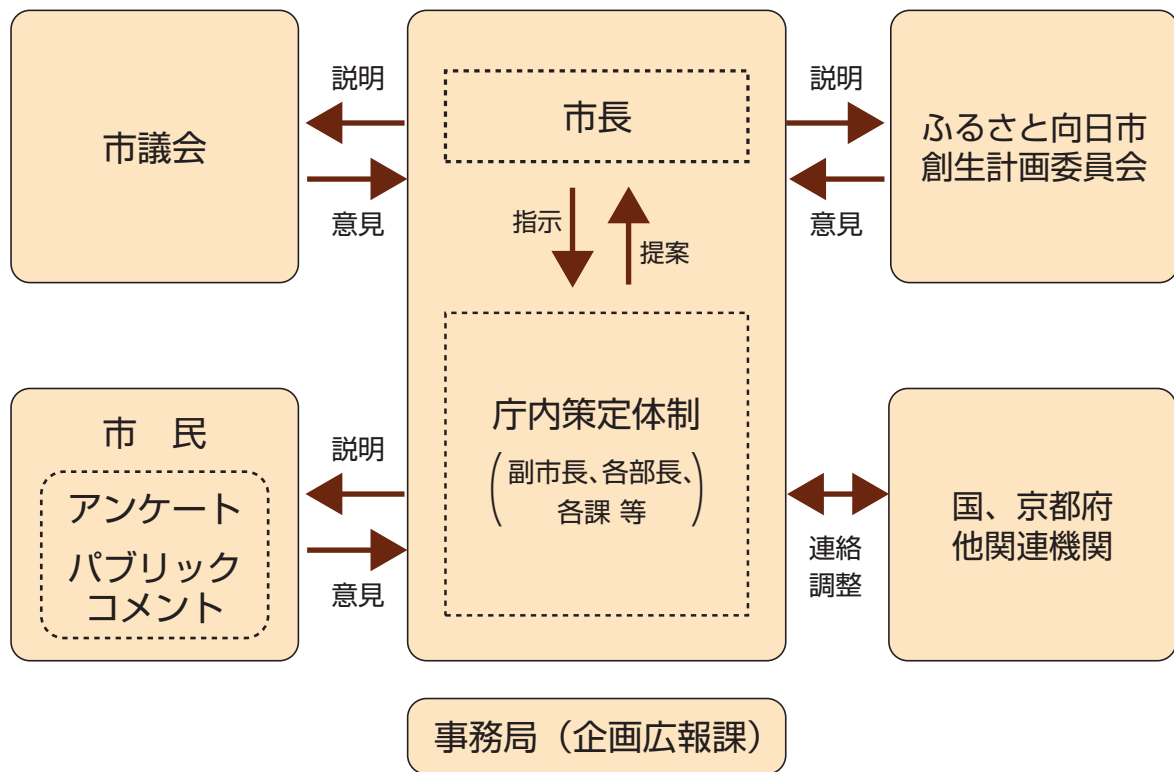 市議会
説明
意見
市長
指示
提案
説明
意見
ふるさと向日市
創生計画委員会
市　民
アンケート
パブリック
コメント
説明
意見
庁内策定体制
（副市長、各部長、
各課 等）
連絡
調整
国、京都府
他関連機関
事務局（企画広報課）